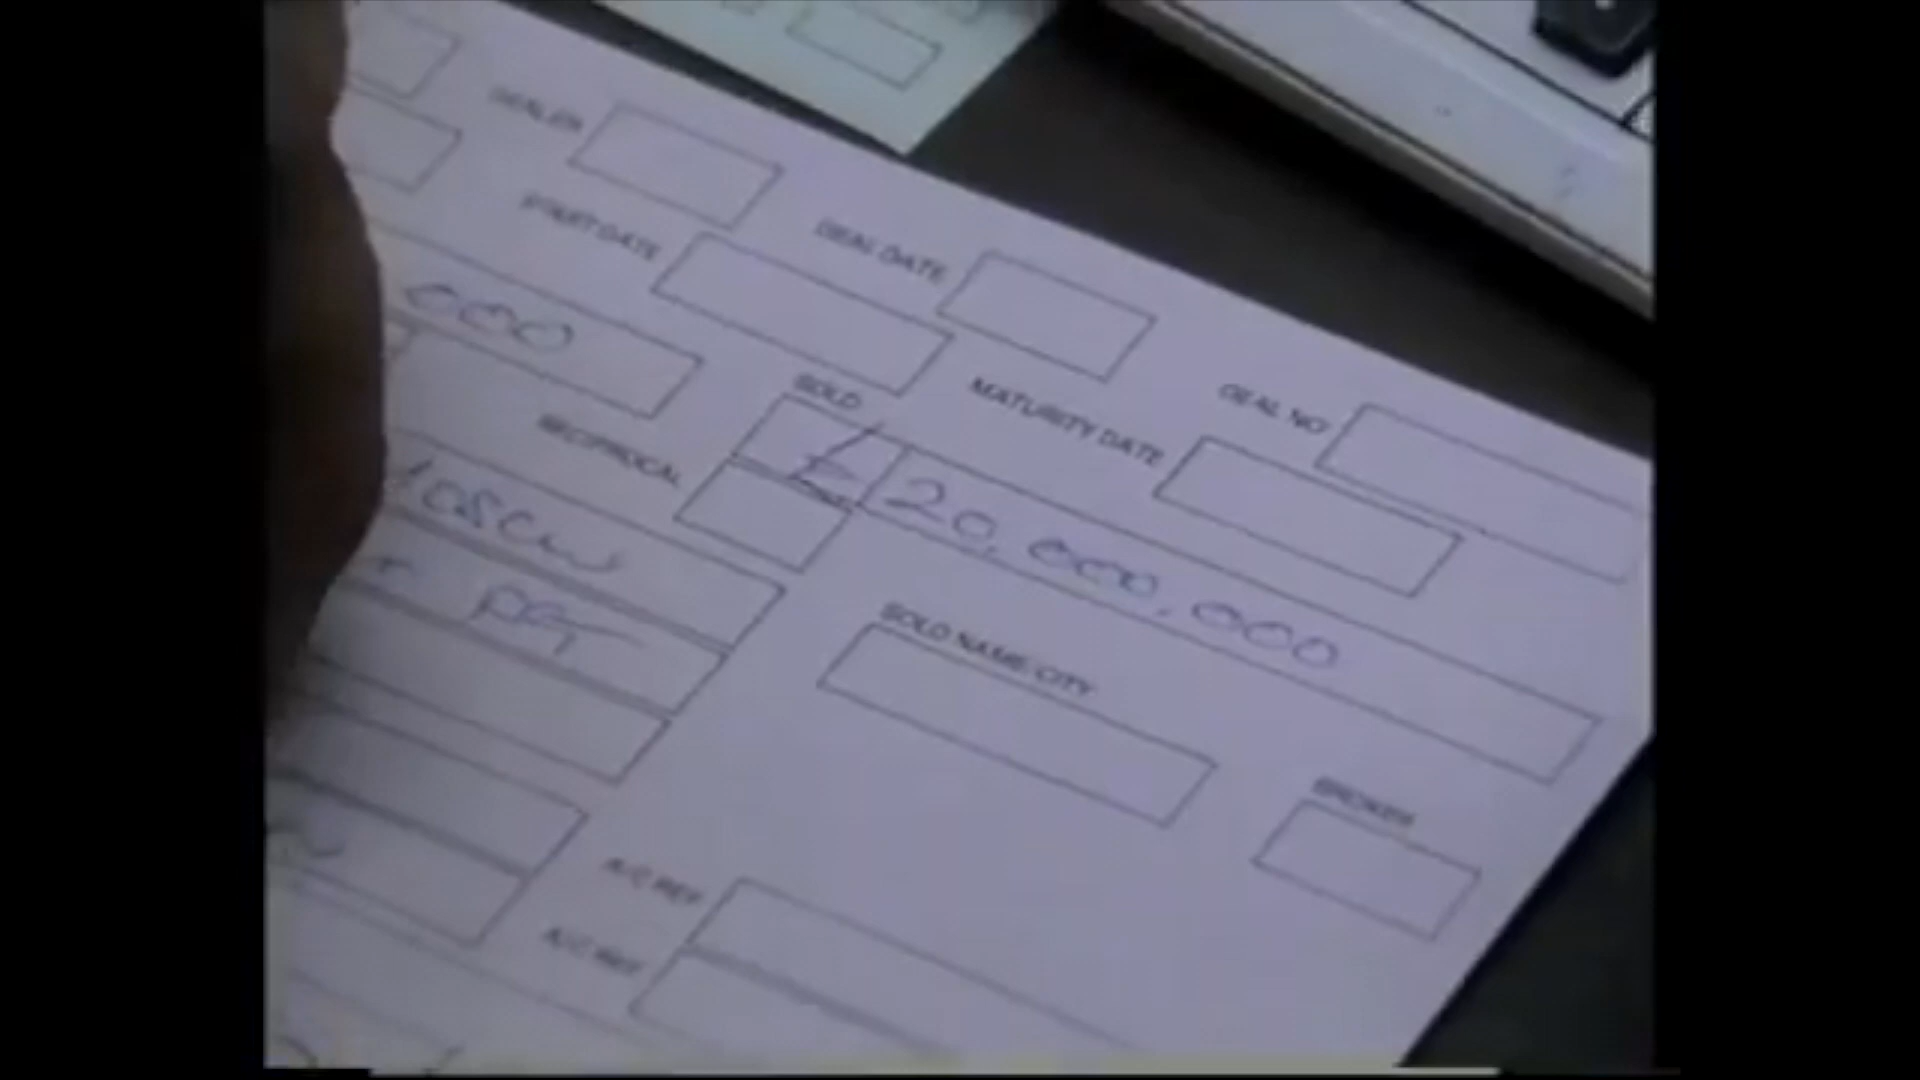 DEALER
START DATE
DEAL DATE
000
SOLD
MATURITY DATE
DEAL NO
RECIPROCAL
£ 20,000,000
SOLD NAME/CITY
BROKER
A/C REF
A/C REF